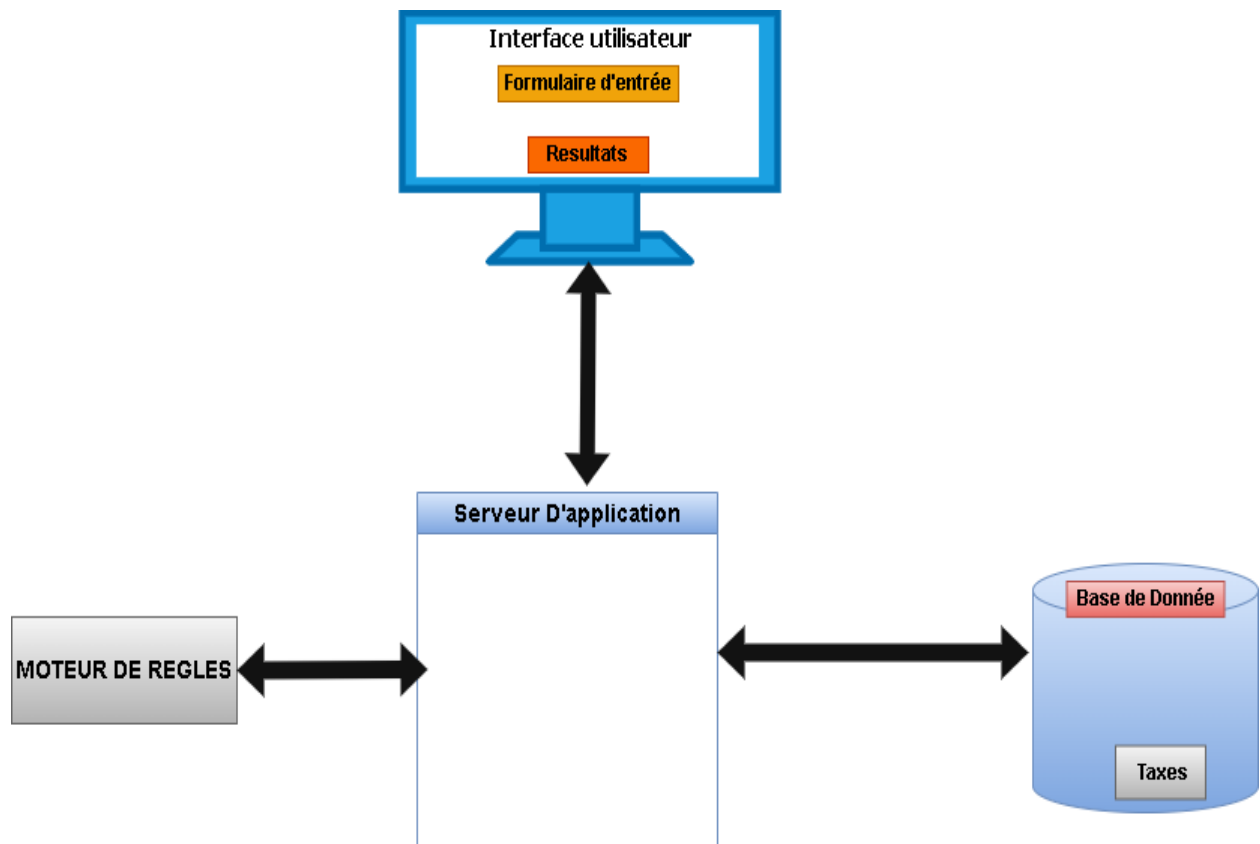 Interface utilisateur
Formulaire d'entrée
Resultats
Serveur D'application
MOTEUR DE REGLES
Base de Donnée
Taxes